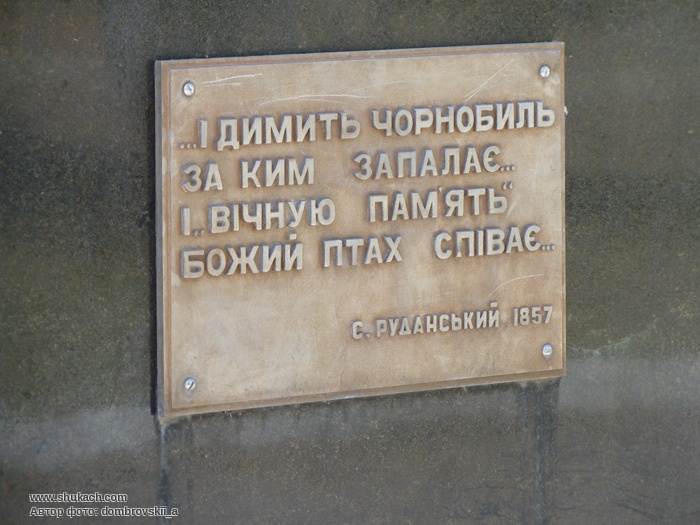 ...І ДИМИТЬ ЧОРНОБИЛЬ
ЗА КИМ ЗАПАЛАЄ...
І „ВІЧНУЮ ПАМ'ЯТЬ"
БОЖИЙ ПТАХ СПІВАЄ...
С. РУДАНСЬКИЙ 1857
www.shukach.com
Автор фото: dombrovskii_a